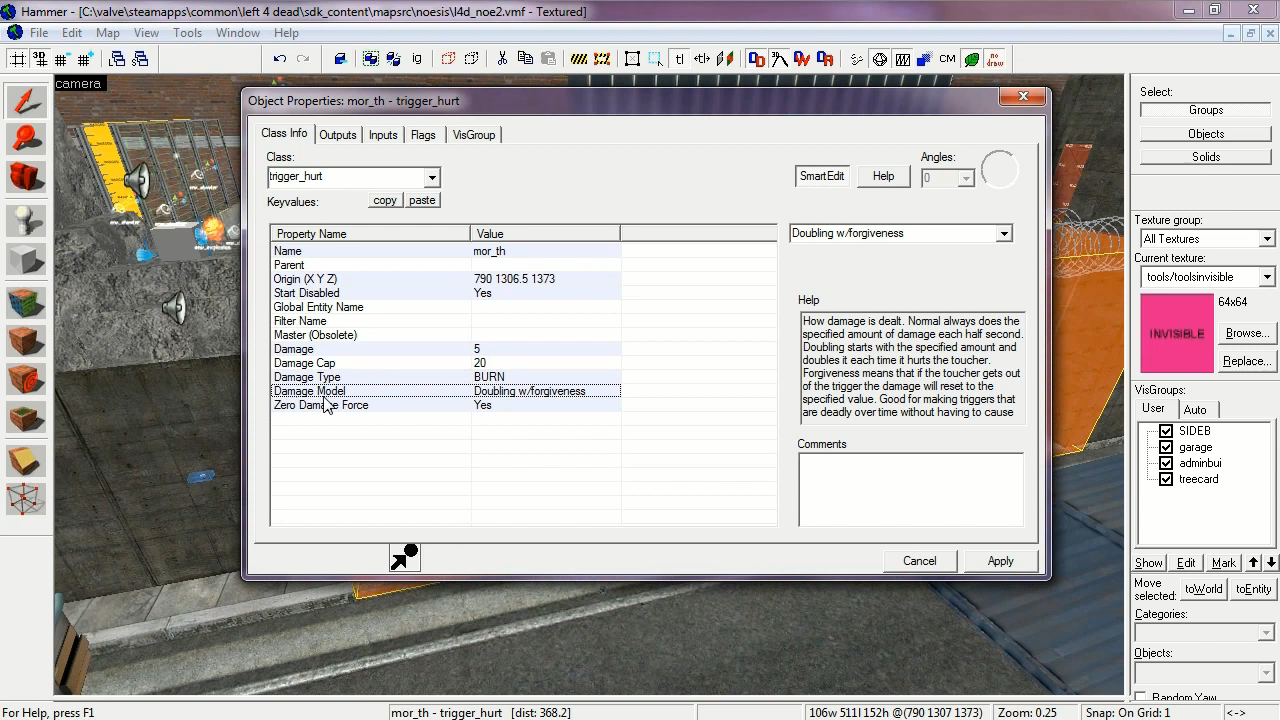 Hammer - [C:\valve\steamapps\common\left 4 dead\sdk_content\mapsrc\noesis\l4d_noe2.vmf - Textured]
File Edit Map View Tools Window Help
camera
Object Properties: mor_th - trigger_hurt
Class Info Outputs Inputs Flags VisGroup
Class:
trigger_hurt
Keyvalues: copy paste
SmartEdit Help
Angles:
0
Property Name Value
Name mor_th
Parent
Origin (X Y Z) 790 1306.5 1373
Start Disabled Yes
Global Entity Name
Filter Name
Master (Obsolete)
Damage 5
Damage Cap 20
Damage Type BURN
Damage Model Doubling w/forgiveness
Zero Damage Force Yes
Doubling w/forgiveness
Help
How damage is dealt. Normal always does the
specified amount of damage each half second.
Doubling starts with the specified amount and
doubles it each time it hurts the toucher.
Forgiveness means that if the toucher gets out
of the trigger the damage will reset to the
specified value. Good for making triggers that
are deadly over time without having to cause
Comments
Cancel Apply
Select:
Groups
Objects
Solids
Texture group:
All Textures
Current texture:
tools/toolsinvisible
INVISIBLE
64x64
Browse...
Replace...
VisGroups:
User Auto
SIDEB
garage
adminbui
treecard
Show Edit Mark
Move
selected:
toWorld toEntity
Categories:
Objects:
Random Yaw
For Help, press F1
mor_th - trigger_hurt [dist: 368.2]
106w 511l 152h @(790 1307 1373)
Zoom: 0.25
Snap: On Grid: 1
<->